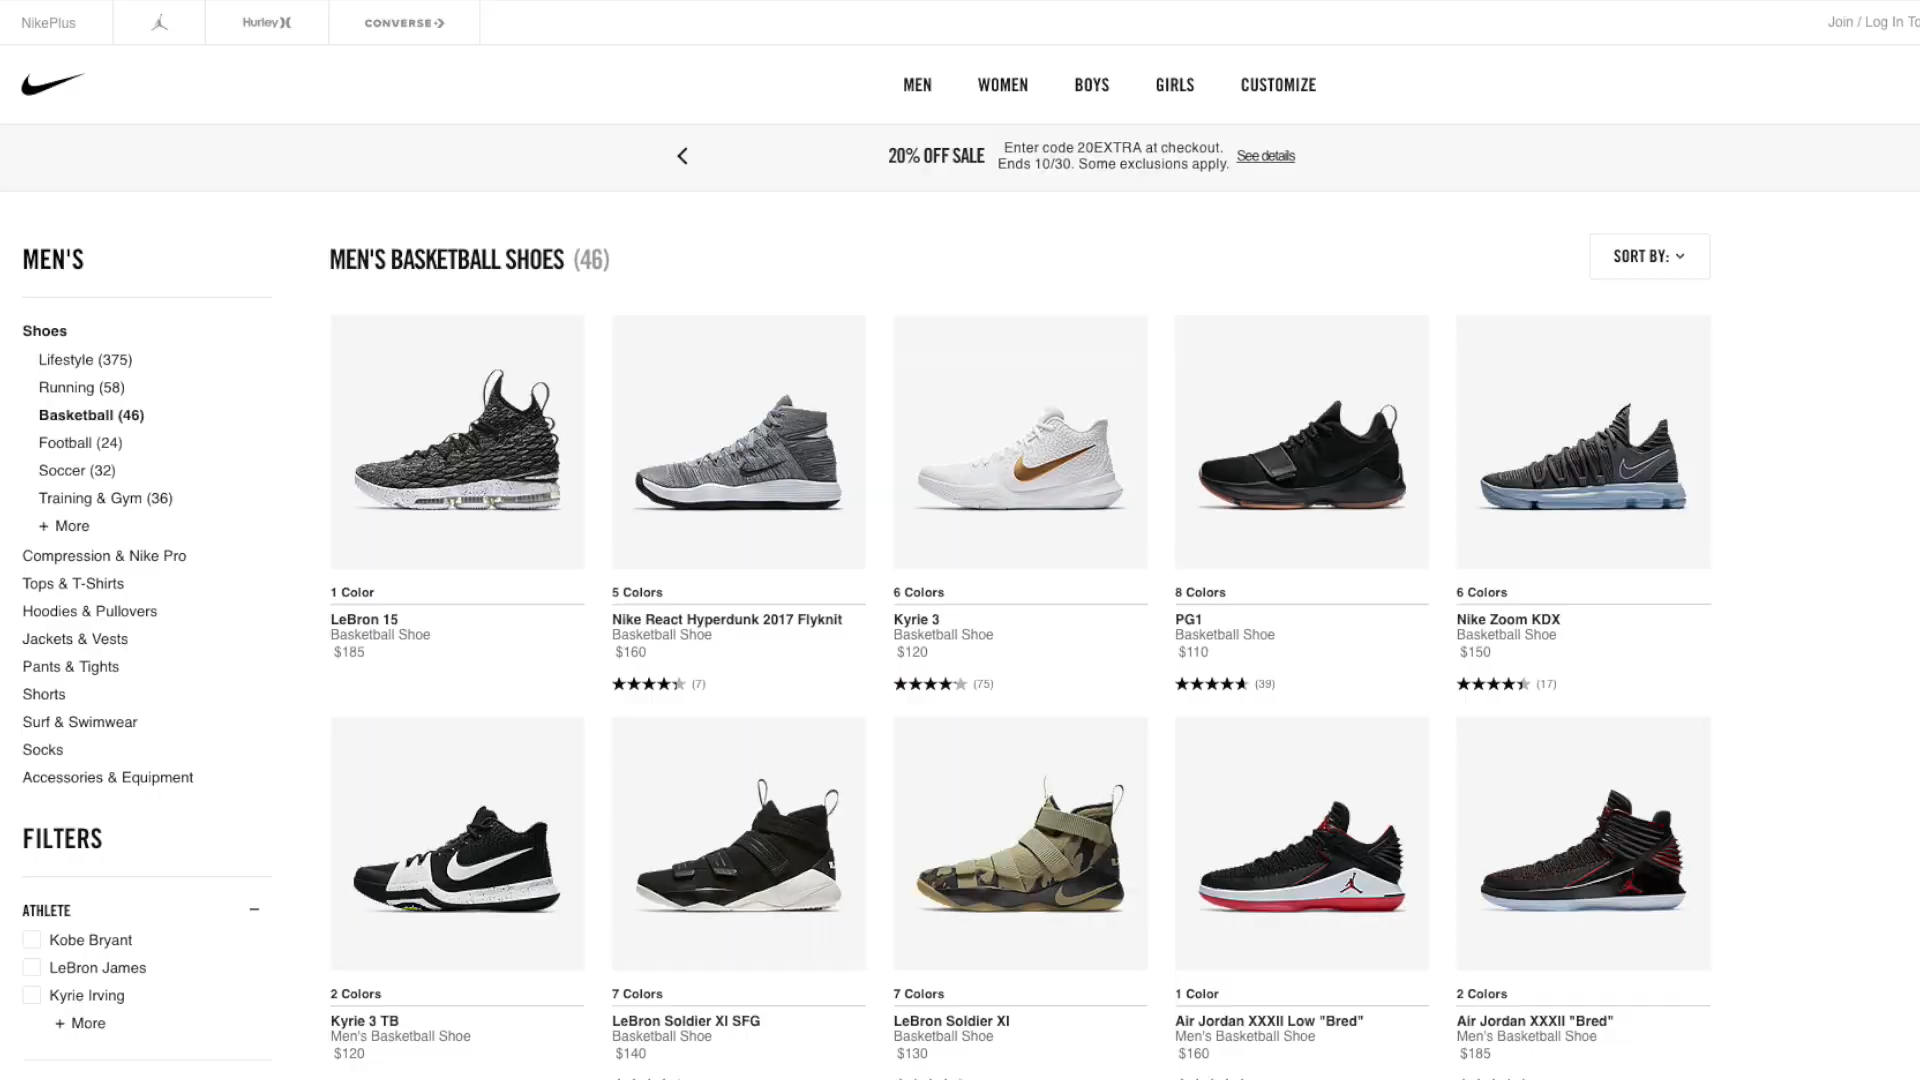 NikePlus
Hurley
CONVERSE
Join / Log In To
MEN
WOMEN
BOYS
GIRLS
CUSTOMIZE
20% OFF SALE
Enter code 20EXTRA at checkout.
Ends 10/30. Some exclusions apply.
See details
MEN'S
MEN'S BASKETBALL SHOES (46)
SORT BY:
Shoes
Lifestyle (375)
Running (58)
Basketball (46)
Football (24)
Soccer (32)
Training & Gym (36)
+ More
Compression & Nike Pro
Tops & T-Shirts
Hoodies & Pullovers
Jackets & Vests
Pants & Tights
Shorts
Surf & Swimwear
Socks
Accessories & Equipment
FILTERS
ATHLETE
Kobe Bryant
LeBron James
Kyrie Irving
+ More
1 Color
LeBron 15
Basketball Shoe
$185
5 Colors
Nike React Hyperdunk 2017 Flyknit
Basketball Shoe
$160
(7)
6 Colors
Kyrie 3
Basketball Shoe
$120
(75)
8 Colors
PG1
Basketball Shoe
$110
(39)
6 Colors
Nike Zoom KDX
Basketball Shoe
$150
(17)
2 Colors
Kyrie 3 TB
Men's Basketball Shoe
$120
7 Colors
LeBron Soldier XI SFG
Basketball Shoe
$140
7 Colors
LeBron Soldier XI
Basketball Shoe
$130
1 Color
Air Jordan XXXII Low "Bred"
Men's Basketball Shoe
$160
2 Colors
Air Jordan XXXII "Bred"
Men's Basketball Shoe
$185